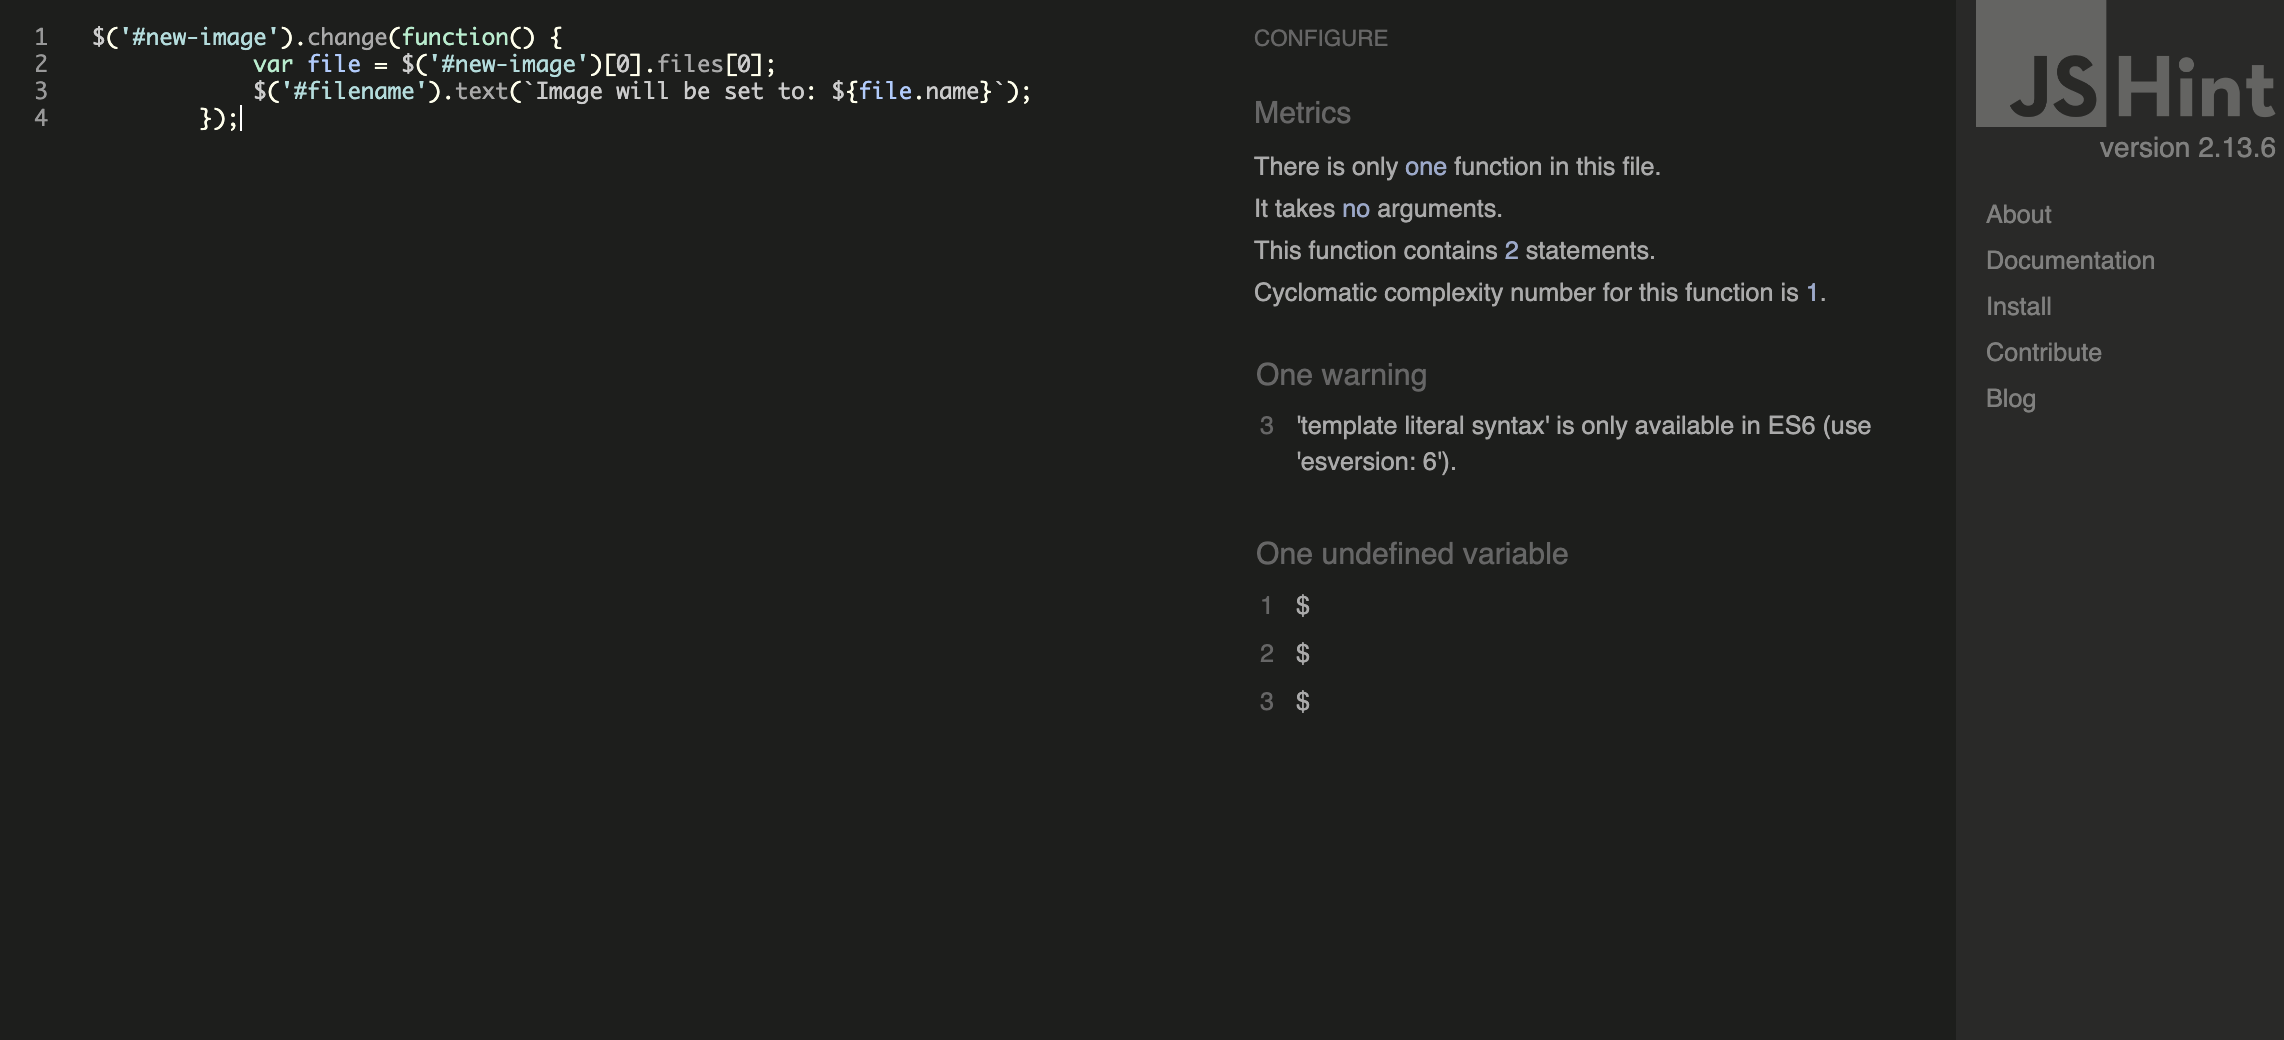 1 $('#new-image').change(function() {
2 var file = $('#new-image')[0].files[0];
3 $('#filename').text(`Image will be set to: ${file.name}`);
4 });
CONFIGURE
Metrics
There is only one function in this file.
It takes no arguments.
This function contains 2 statements.
Cyclomatic complexity number for this function is 1.
One warning
3 'template literal syntax' is only available in ES6 (use
'esversion: 6').
One undefined variable
1 $
2 $
3 $
JSHint
version 2.13.6
About
Documentation
Install
Contribute
Blog